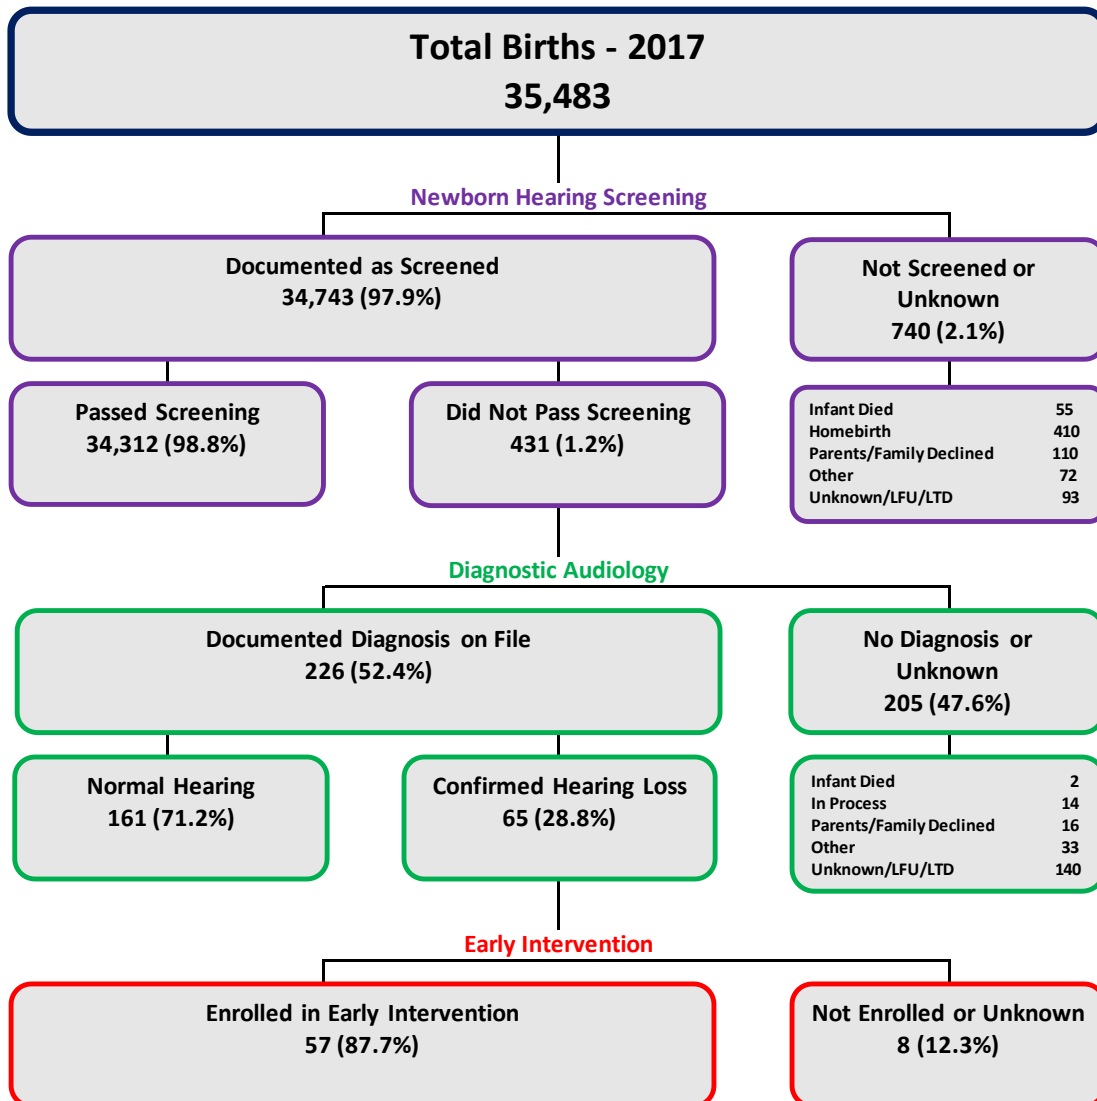 Total Births - 2017
35,483
Newborn Hearing Screening
Documented as Screened
34,743 (97.9%)
Not Screened or
Unknown
740 (2.1%)
Passed Screening
34,312 (98.8%)
Did Not Pass Screening
431 (1.2%)
Infant Died 55
Homebirth 410
Parents/Family Declined 110
Other 72
Unknown/LFU/LTD 93
Diagnostic Audiology
Documented Diagnosis on File
226 (52.4%)
No Diagnosis or
Unknown
205 (47.6%)
Normal Hearing
161 (71.2%)
Confirmed Hearing Loss
65 (28.8%)
Infant Died 2
In Process 14
Parents/Family Declined 16
Other 33
Unknown/LFU/LTD 140
Early Intervention
Enrolled in Early Intervention
57 (87.7%)
Not Enrolled or Unknown
8 (12.3%)